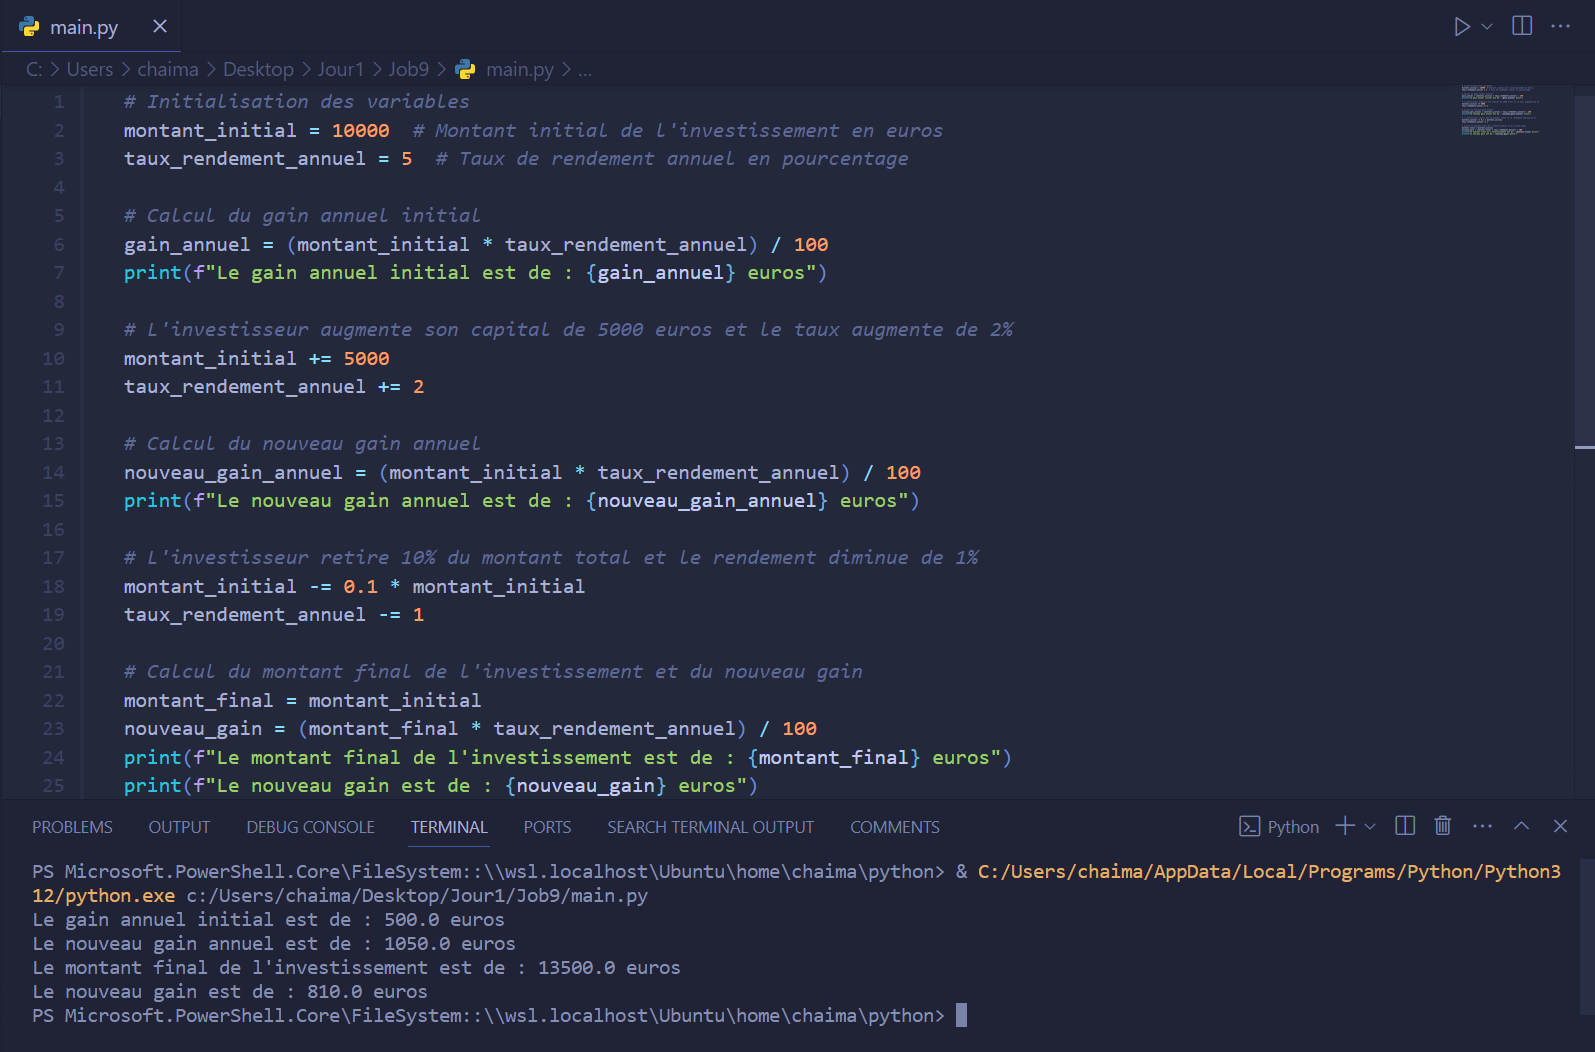 main.py
C: > Users > chaima > Desktop > Jour1 > Job9 > main.py > ...
1 # Initialisation des variables
2 montant_initial = 10000  # Montant initial de l'investissement en euros
3 taux_rendement_annuel = 5  # Taux de rendement annuel en pourcentage
4
5 # Calcul du gain annuel initial
6 gain_annuel = (montant_initial * taux_rendement_annuel) / 100
7 print(f"Le gain annuel initial est de : {gain_annuel} euros")
8
9 # L'investisseur augmente son capital de 5000 euros et le taux augmente de 2%
10 montant_initial += 5000
11 taux_rendement_annuel += 2
12
13 # Calcul du nouveau gain annuel
14 nouveau_gain_annuel = (montant_initial * taux_rendement_annuel) / 100
15 print(f"Le nouveau gain annuel est de : {nouveau_gain_annuel} euros")
16
17 # L'investisseur retire 10% du montant total et le rendement diminue de 1%
18 montant_initial -= 0.1 * montant_initial
19 taux_rendement_annuel -= 1
20
21 # Calcul du montant final de l'investissement et du nouveau gain
22 montant_final = montant_initial
23 nouveau_gain = (montant_final * taux_rendement_annuel) / 100
24 print(f"Le montant final de l'investissement est de : {montant_final} euros")
25 print(f"Le nouveau gain est de : {nouveau_gain} euros")
PROBLEMS OUTPUT DEBUG CONSOLE TERMINAL PORTS SEARCH TERMINAL OUTPUT COMMENTS Python
PS Microsoft.PowerShell.Core\FileSystem::\\wsl.localhost\Ubuntu\home\chaima\python> & C:/Users/chaima/AppData/Local/Programs/Python/Python3
12/python.exe c:/Users/chaima/Desktop/Jour1/Job9/main.py
Le gain annuel initial est de : 500.0 euros
Le nouveau gain annuel est de : 1050.0 euros
Le montant final de l'investissement est de : 13500.0 euros
Le nouveau gain est de : 810.0 euros
PS Microsoft.PowerShell.Core\FileSystem::\\wsl.localhost\Ubuntu\home\chaima\python>